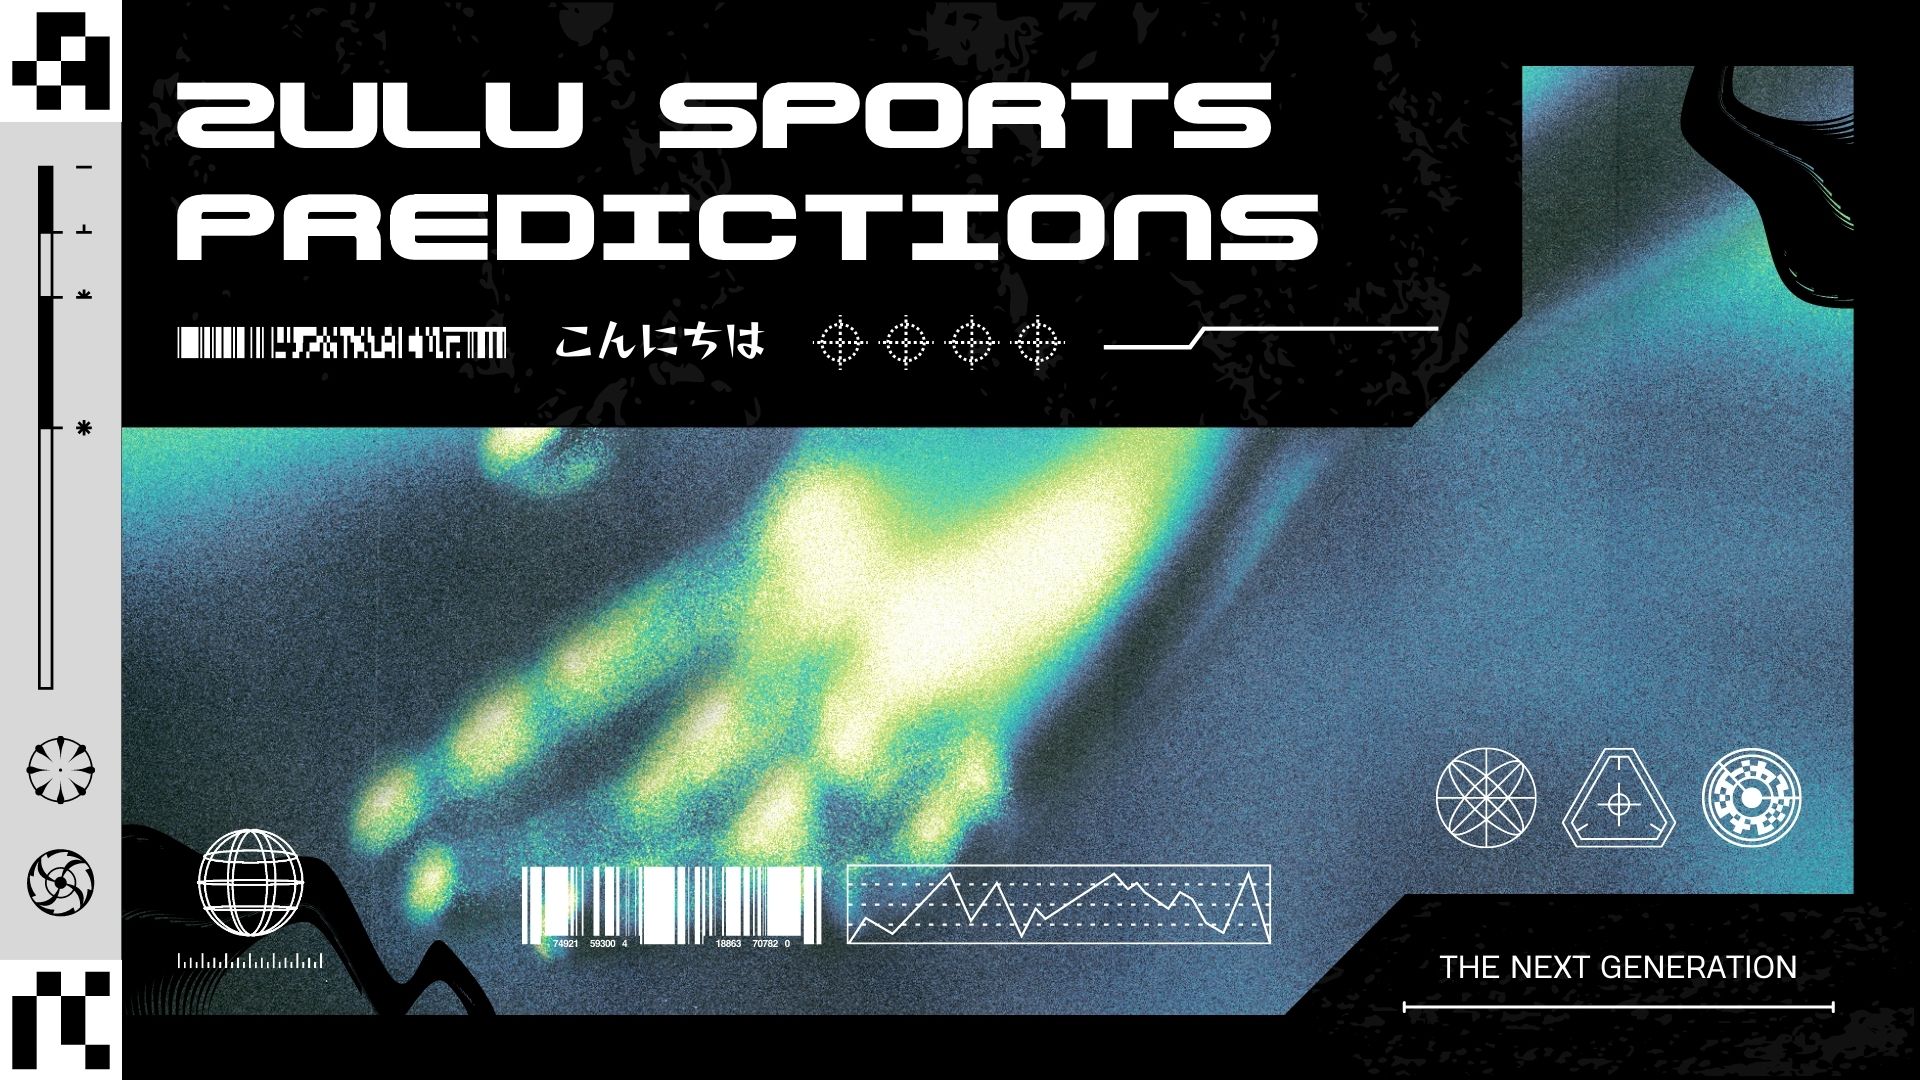 ZULU SPORTS
PREDICTIONS
こんにちは
74921 59300 4 18863 70782 0
THE NEXT GENERATION